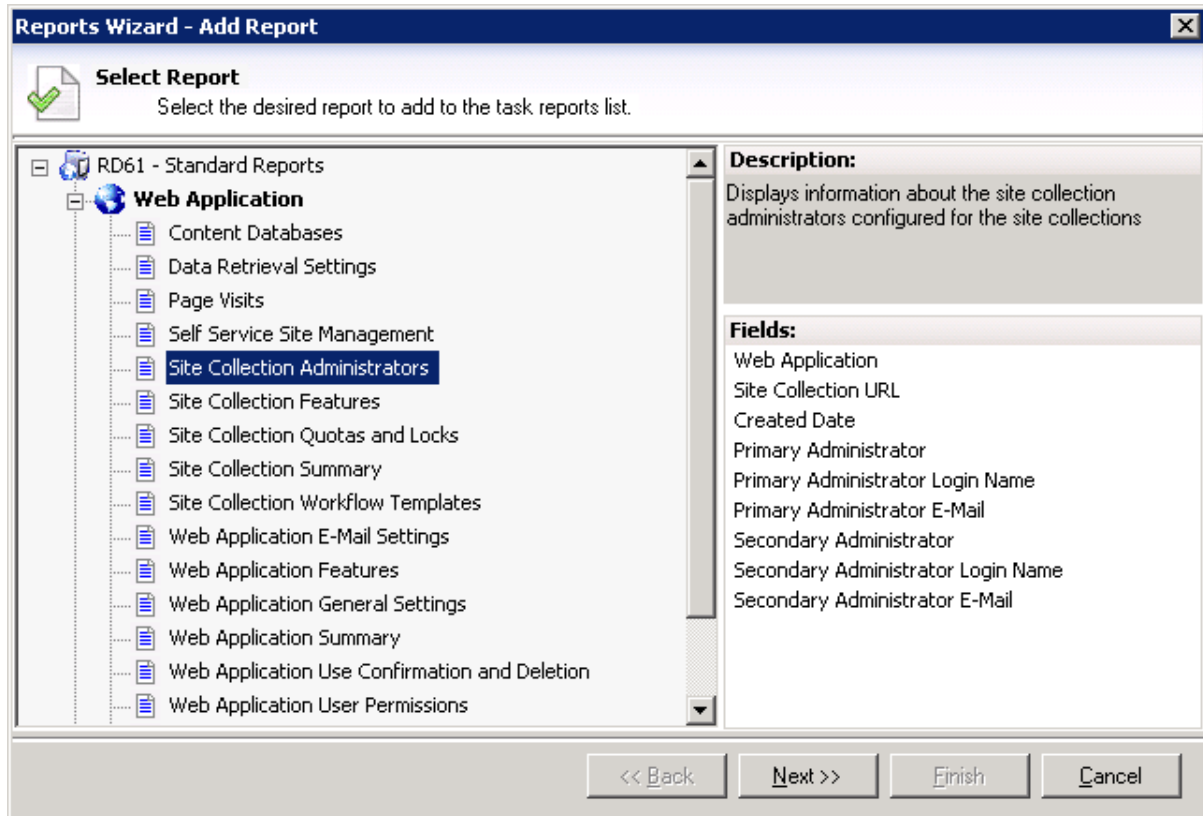 Reports Wizard - Add Report
Select Report
Select the desired report to add to the task reports list.
RD61 - Standard Reports
Web Application
Content Databases
Data Retrieval Settings
Page Visits
Self Service Site Management
Site Collection Administrators
Site Collection Features
Site Collection Quotas and Locks
Site Collection Summary
Site Collection Workflow Templates
Web Application E-Mail Settings
Web Application Features
Web Application General Settings
Web Application Summary
Web Application Use Confirmation and Deletion
Web Application User Permissions
Description:
Displays information about the site collection
administrators configured for the site collections
Fields:
Web Application
Site Collection URL
Created Date
Primary Administrator
Primary Administrator Login Name
Primary Administrator E-Mail
Secondary Administrator
Secondary Administrator Login Name
Secondary Administrator E-Mail
<< Back
Next >>
Finish
Cancel